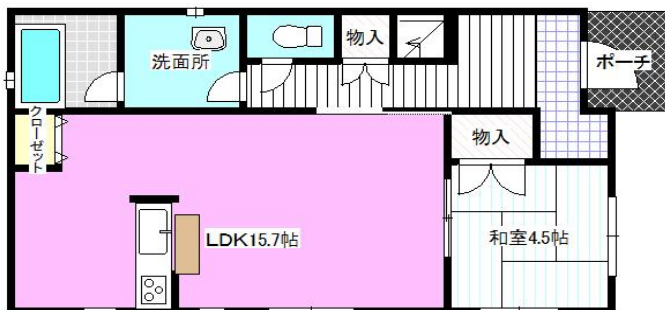 物入
洗面所
ポーチ
クローゼット
物入
LDK15.7帖
和室4.5帖